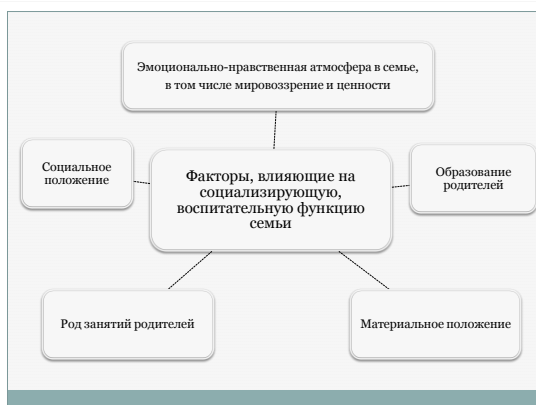 Эмоционально-нравственная атмосфера в семье,
в том числе мировоззрение и ценности
Социальное
положение
Факторы, влияющие на
социализирующую,
воспитательную функцию
семьи
Образование
родителей
Род занятий родителей
Материальное положение